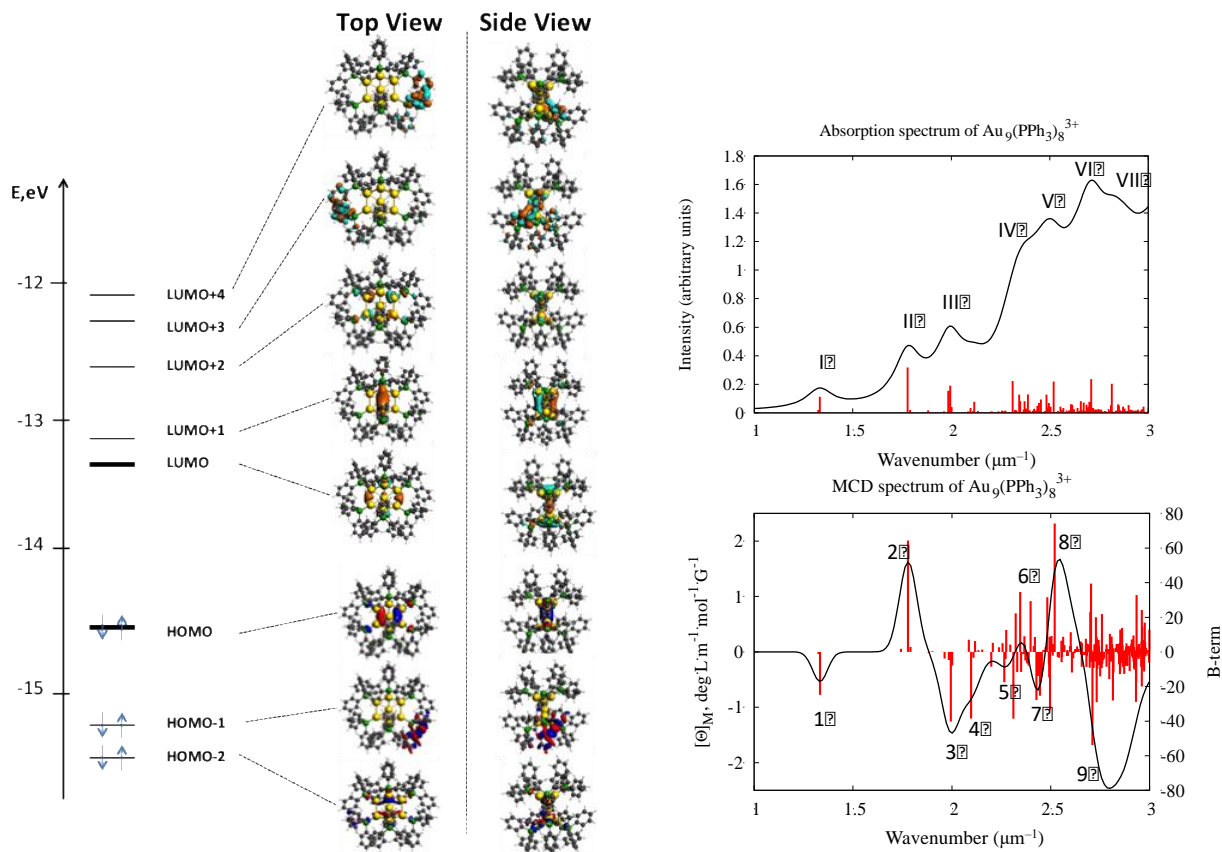 Top View
Side View
E,eV
-12
-13
-14
-15
LUMO+4
LUMO+3
LUMO+2
LUMO+1
LUMO
HOMO
HOMO-1
HOMO-2
Absorption spectrum of Au9(PPh3)8 3+
Intensity (arbitrary units)
1.8
1.6
1.4
1.2
1
0.8
0.6
0.4
0.2
0
I?
II?
III?
IV?
V?
VI?
VII?
1 1.5 2 2.5 3
Wavenumber (μm–1)
MCD spectrum of Au9(PPh3)8 3+
[Θ]M, deg·L·m-1·mol-1·G-1
2
1
0
-1
-2
1?
2?
3?
4?
5?
6?
7?
8?
9?
80
60
40
20
0
-20
-40
-60
-80
B-term
1 1.5 2 2.5 3
Wavenumber (μm–1)